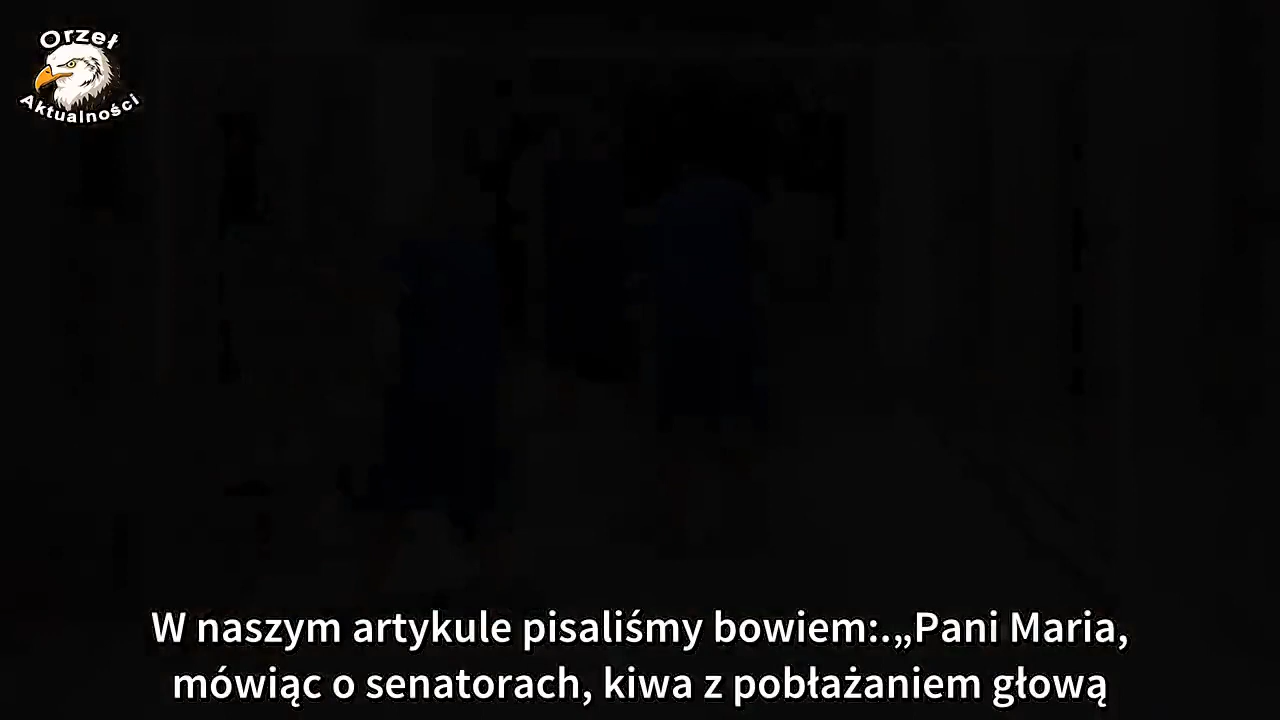 Orzeł
Aktualności
W naszym artykule pisaliśmy bowiem:.„Pani Maria,
mówiąc o senatorach, kiwa z pobłażaniem głową